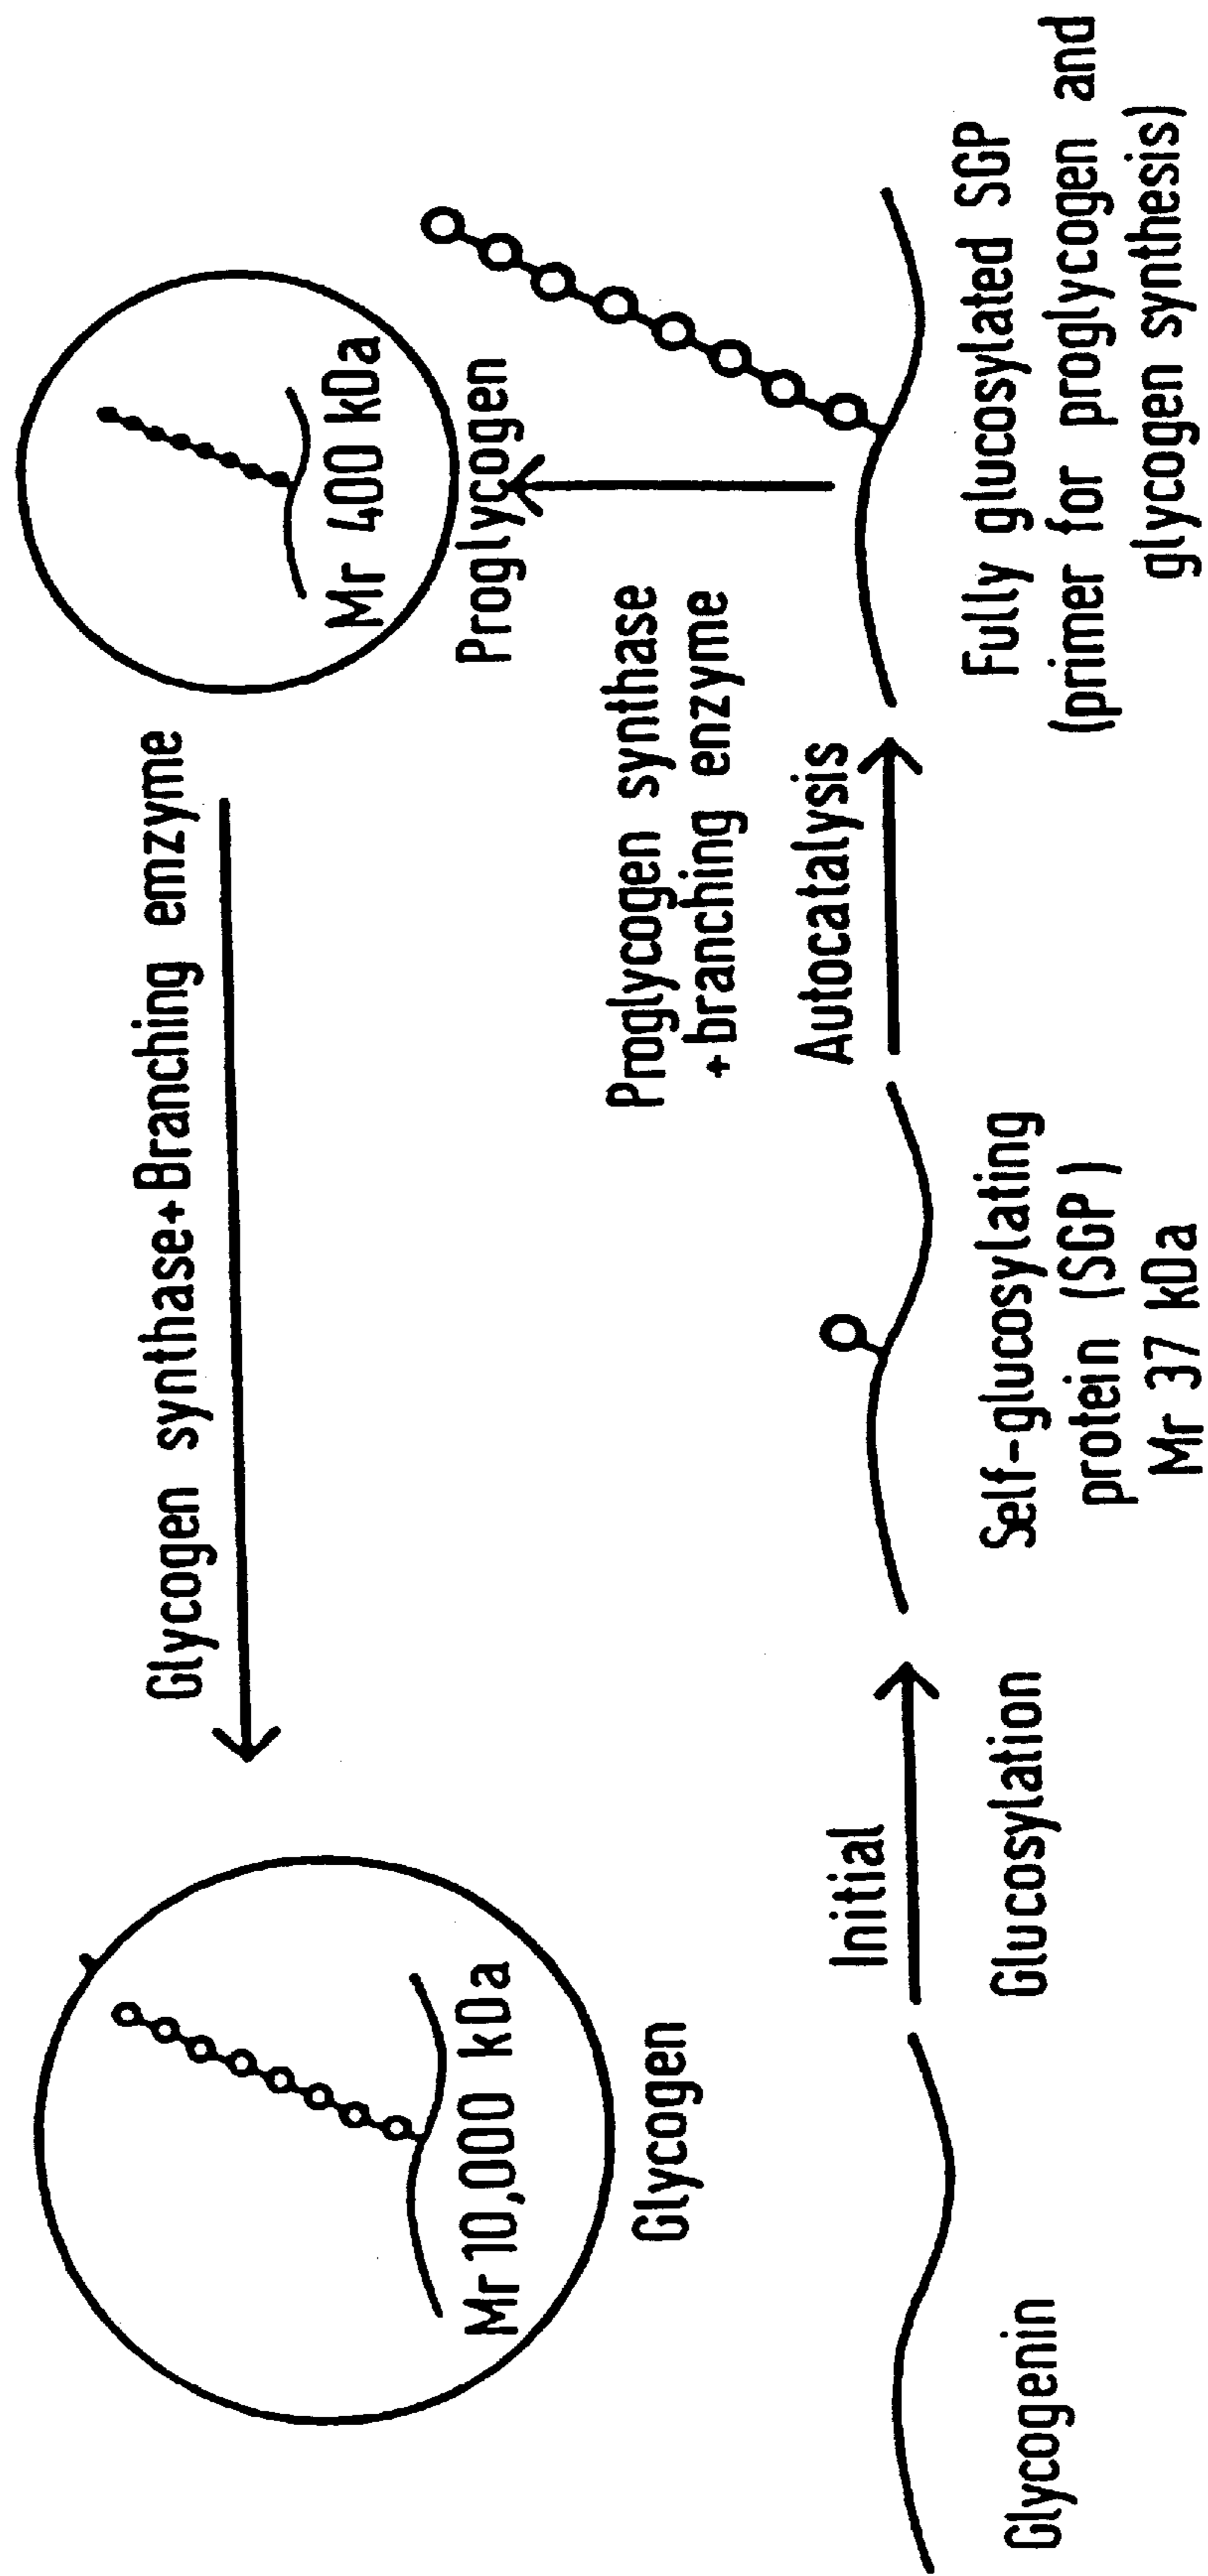 Glycogen synthase+Branching emzyme
Mr 10,000 kDa
Glycogen
Mr 400 kDa
Proglycogen
Proglycogen synthase
+branching enzyme
Glycogenin
Initial
Glucosylation
Self-glucosylating
protein (SGP)
Mr 37 kDa
Autocatalysis
Fully glucosylated SGP
(primer for proglycogen and
glycogen synthesis)